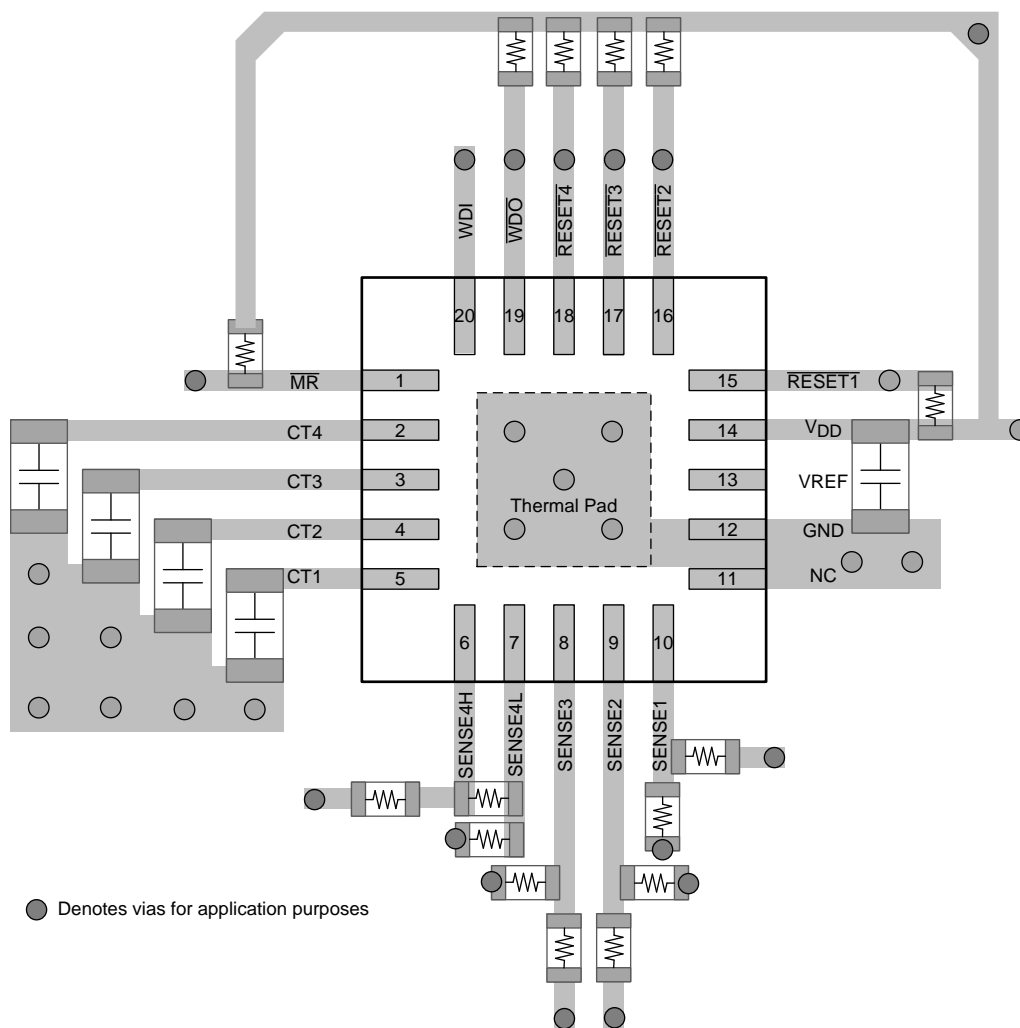 WDI
WDO
RESET4
RESET3
RESET2
20
19
18
17
16
MR
1
15
RESET1
CT4
2
14
VDD
CT3
3
13
VREF
Thermal Pad
CT2
4
12
GND
CT1
5
11
NC
6
7
8
9
10
SENSE4H
SENSE4L
SENSE3
SENSE2
SENSE1
Denotes vias for application purposes